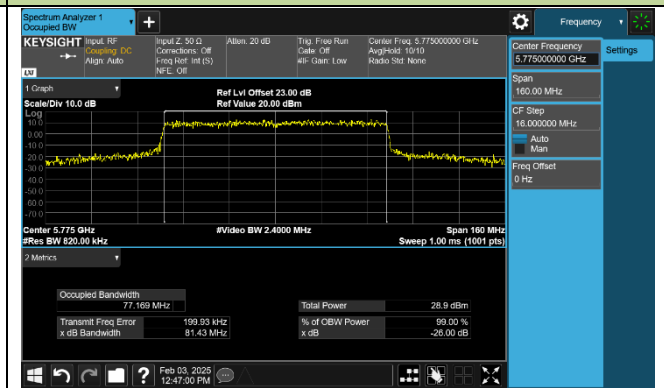 Spectrum Analyzer 1
Occupied BW
Frequency
KEYSIGHT
Input: RF
Coupling: DC
Align: Auto
Input Z: 50 Ω
Corrections: Off
Freq Ref: Int (S)
NFE: Off
Atten: 20 dB
Trig: Free Run
Gate: Off
#IF Gain: Low
Center Freq: 5.775000000 GHz
Avg|Hold: 10/10
Radio Std: None
LXI
Center Frequency
5.775000000 GHz
Settings
Span
160.00 MHz
CF Step
16.000000 MHz
Auto
Man
Freq Offset
0 Hz
1 Graph
Scale/Div 10.0 dB
Ref Lvl Offset 23.00 dB
Ref Value 20.00 dBm
Log
10.0
0.00
-10.0
-20.0
-30.0
-40.0
-50.0
-60.0
-70.0
Center 5.775 GHz
#Video BW 2.4000 MHz
Span 160 MHz
#Res BW 820.00 kHz
Sweep 1.00 ms (1001 pts)
2 Metrics
Occupied Bandwidth
77.169 MHz
Total Power
28.9 dBm
Transmit Freq Error
199.93 kHz
% of OBW Power
99.00 %
x dB Bandwidth
81.43 MHz
x dB
-26.00 dB
Feb 03, 2025
12:47:00 PM